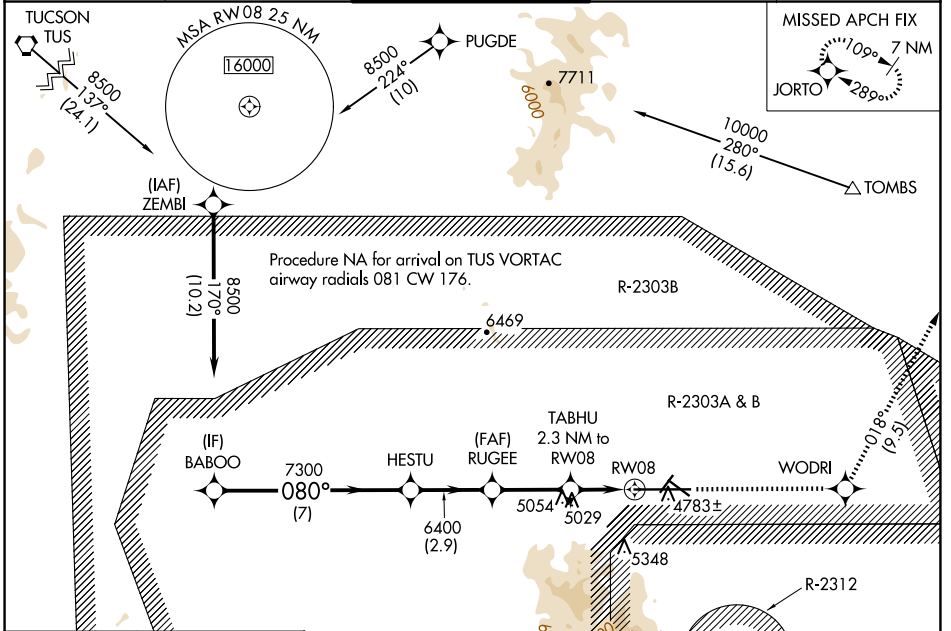 TUCSON
TUS
8500
137°
(24.1)
MSA RW08 25 NM
16000
8500
224°
(10)
PUGDE
7711
6000
MISSED APCH FIX
109°
7 NM
JORTO
289°
10000
280°
(15.6)
TOMBS
(IAF)
ZEMBI
8500
170°
(10.2)
Procedure NA for arrival on TUS VORTAC
airway radials 081 CW 176.
R-2303B
6469
R-2303A & B
018°
(9.5)
(IF)
BABOO
7300
080°
(7)
HESTU
6400
(2.9)
(FAF)
RUGEE
TABHU
2.3 NM to
RW08
5054
5029
RW08
4783±
WODRI
5348
R-2312